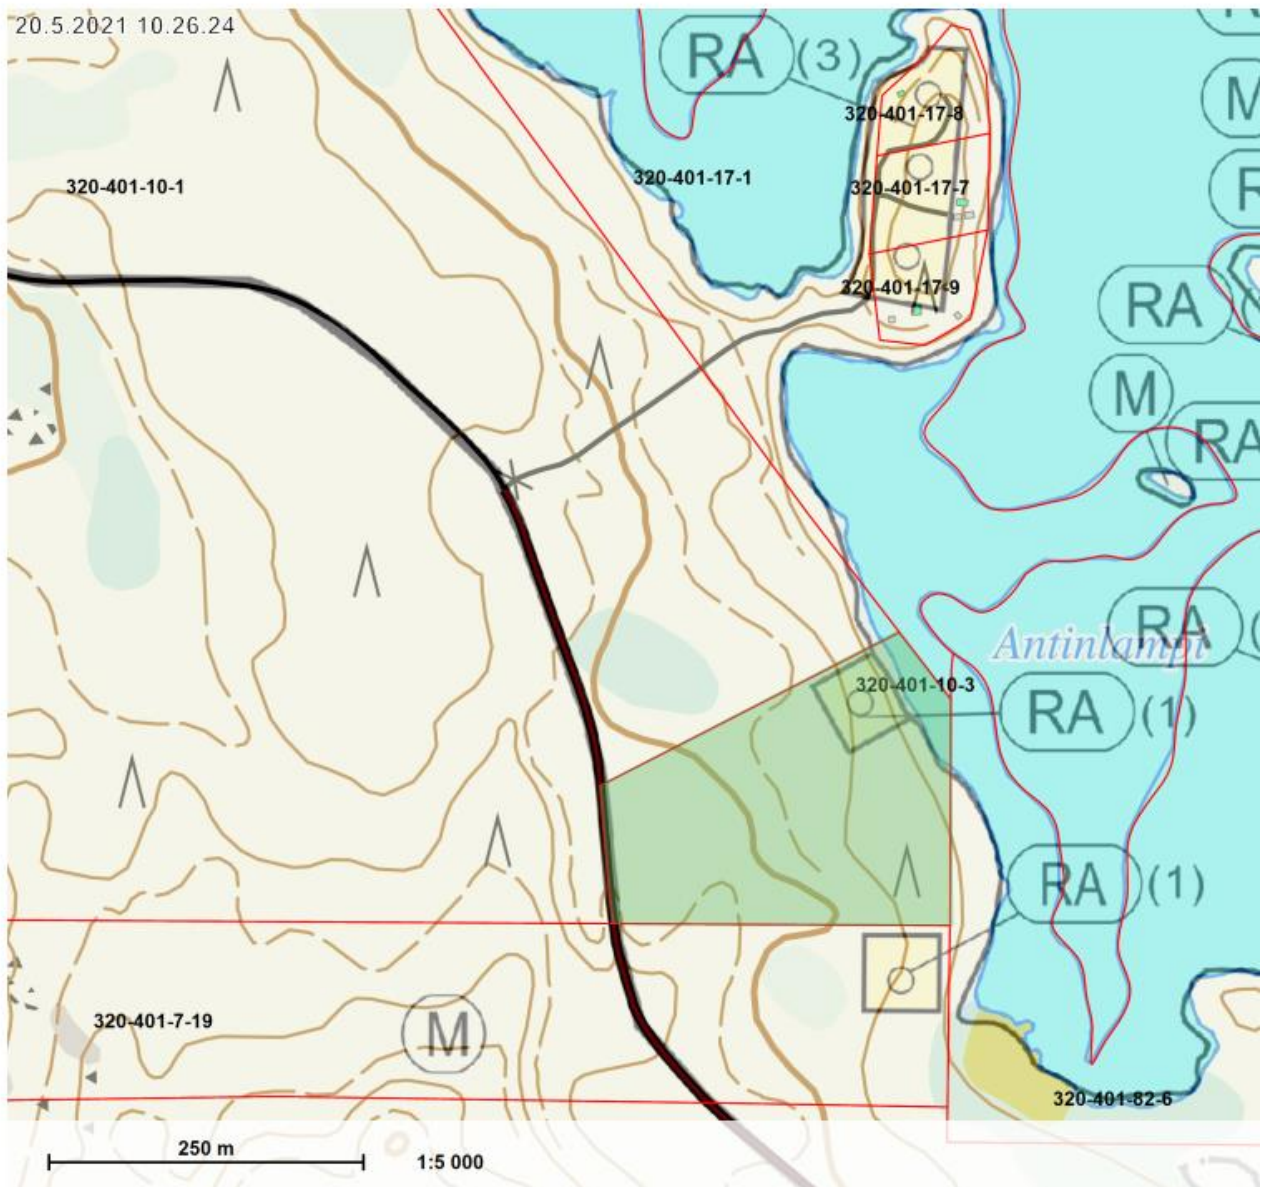 20.5.2021 10.26.24
RA (3)
M
320-401-17-8
320-401-10-1
320-401-17-1
320-401-17-7
320-401-17-9
RA
M
RA
RA
Antinlampi
320-401-10-3
RA (1)
RA (1)
320-401-7-19
M
320-401-82-6
250 m
1:5 000